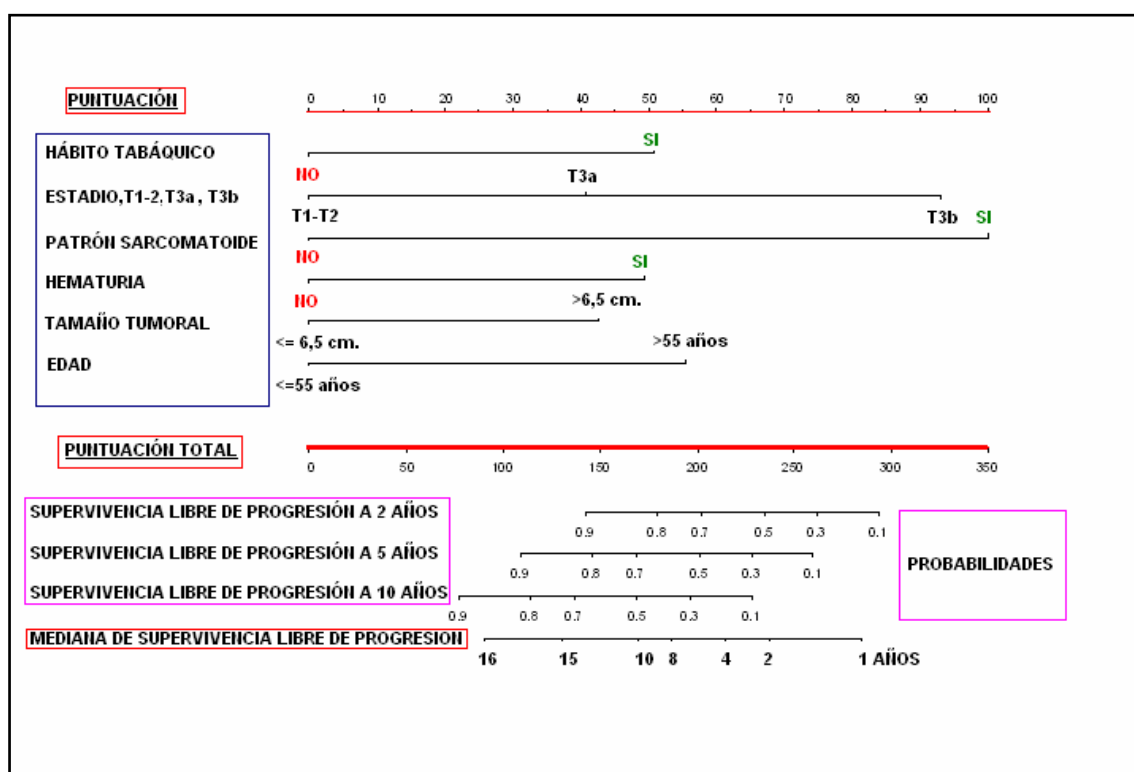 PUNTUACIÓN
0 10 20 30 40 50 60 70 80 90 100
SI
HÁBITO TABÁQUICO
NO
T3a
ESTADIO,T1-2,T3a , T3b
T1-T2
T3b
SI
PATRÓN SARCOMATOIDE
NO
SI
HEMATURIA
NO
>6,5 cm.
TAMAÑO TUMORAL
<= 6,5 cm.
>55 años
EDAD
<=55 años
PUNTUACIÓN TOTAL
0 50 100 150 200 250 300 350
SUPERVIVENCIA LIBRE DE PROGRESIÓN A 2 AÑOS
0.9 0.8 0.7 0.5 0.3 0.1
SUPERVIVENCIA LIBRE DE PROGRESIÓN A 5 AÑOS
0.9 0.8 0.7 0.5 0.3 0.1
PROBABILIDADES
SUPERVIVENCIA LIBRE DE PROGRESIÓN A 10 AÑOS
0.9 0.8 0.7 0.5 0.3 0.1
MEDIANA DE SUPERVIVENCIA LIBRE DE PROGRESION
16 15 10 8 4 2 1 AÑOS